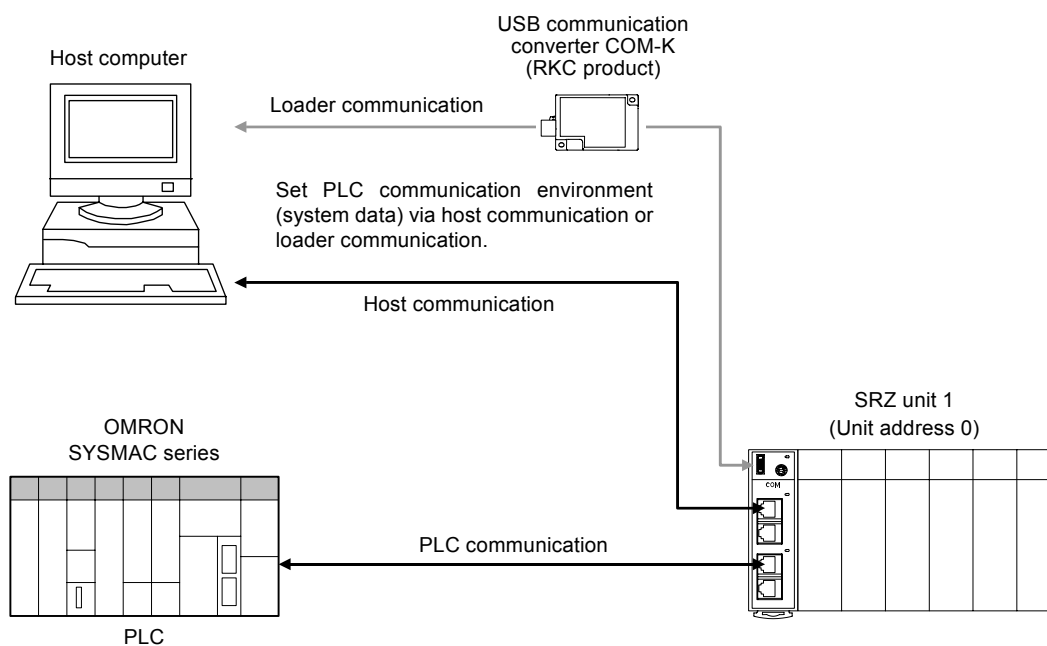 USB communication
converter COM-K
(RKC product)
Host computer
Loader communication
Set PLC communication environment
(system data) via host communication or
loader communication.
Host communication
SRZ unit 1
(Unit address 0)
OMRON
SYSMAC series
COM
PLC communication
PLC